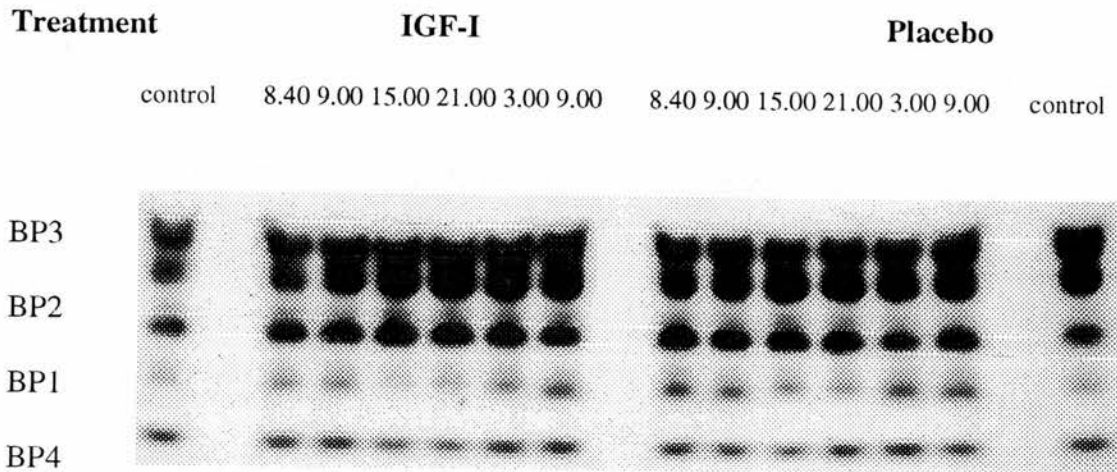 Treatment IGF-I Placebo
control 8.40 9.00 15.00 21.00 3.00 9.00 8.40 9.00 15.00 21.00 3.00 9.00 control
BP3
BP2
BP1
BP4